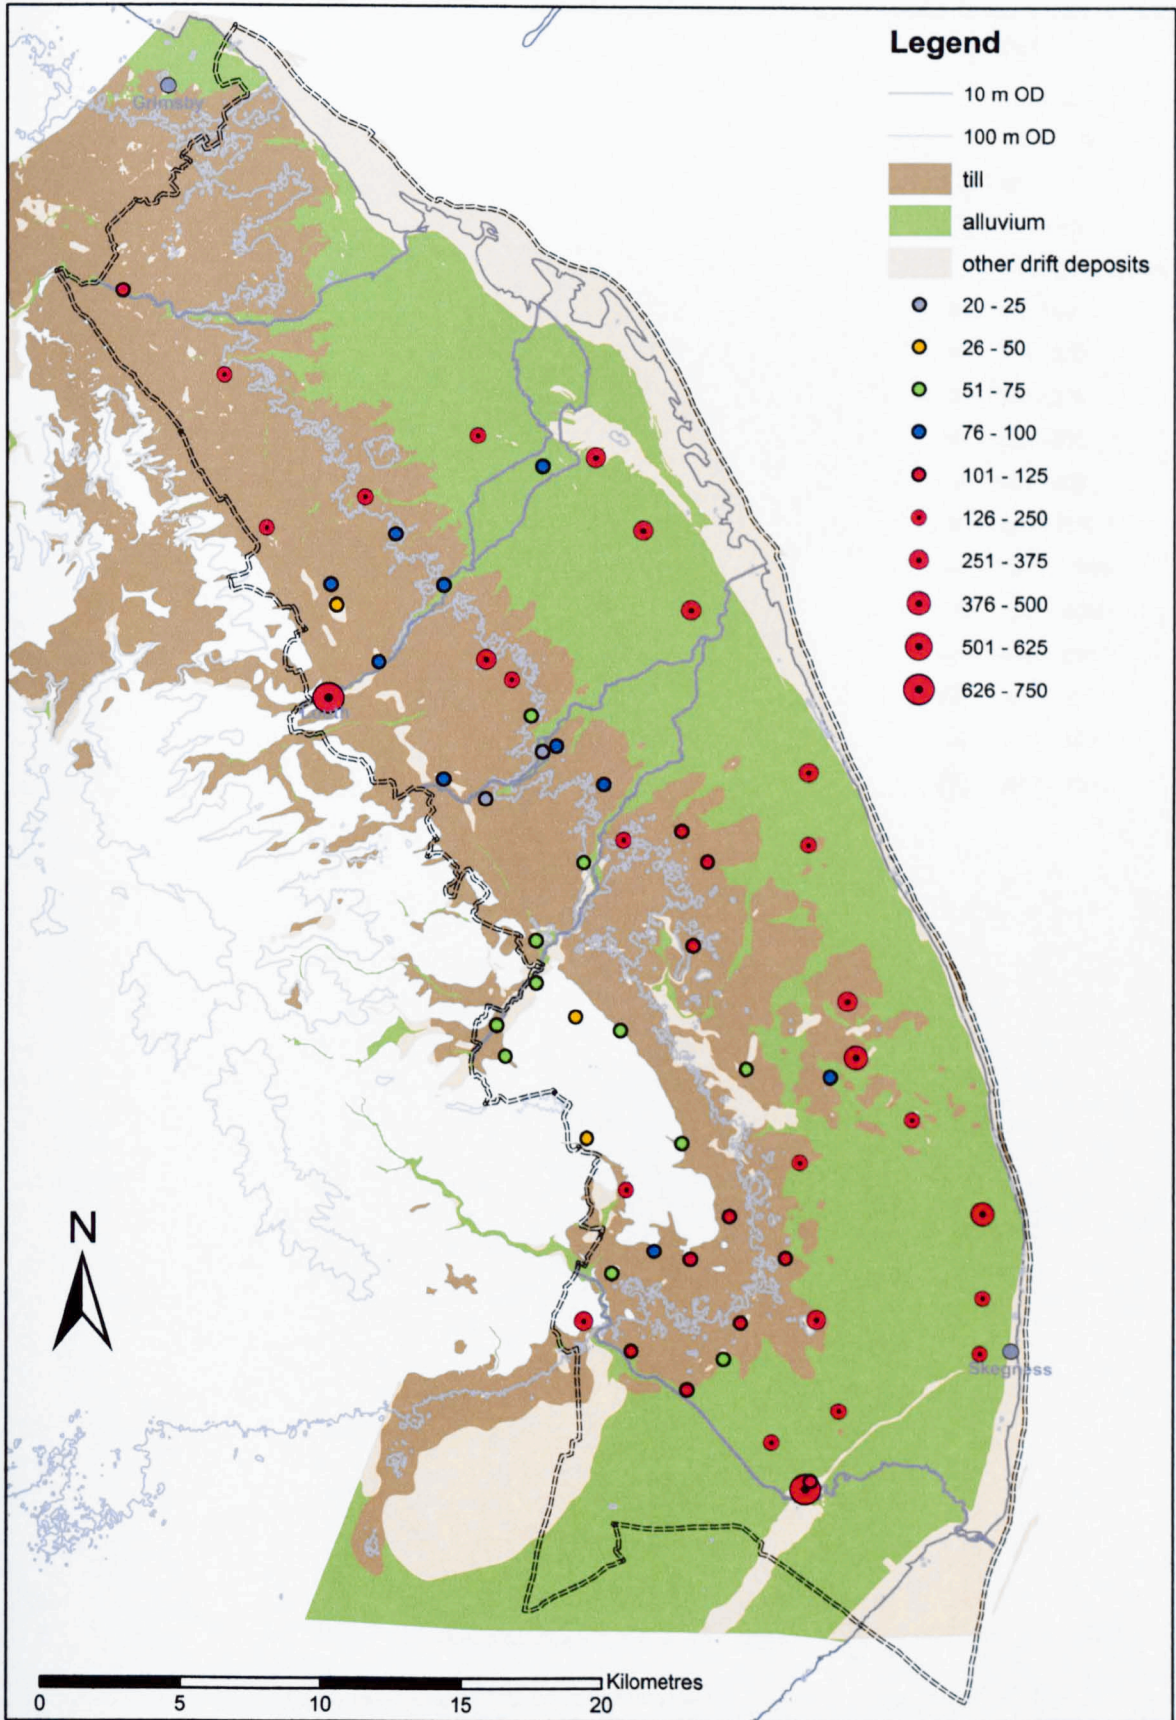 Legend
10 m OD
100 m OD
till
alluvium
other drift deposits
20 - 25
26 - 50
51 - 75
76 - 100
101 - 125
126 - 250
251 - 375
376 - 500
501 - 625
626 - 750
Grimsby
Louth
Skegness
N
Kilometres
0 5 10 15 20